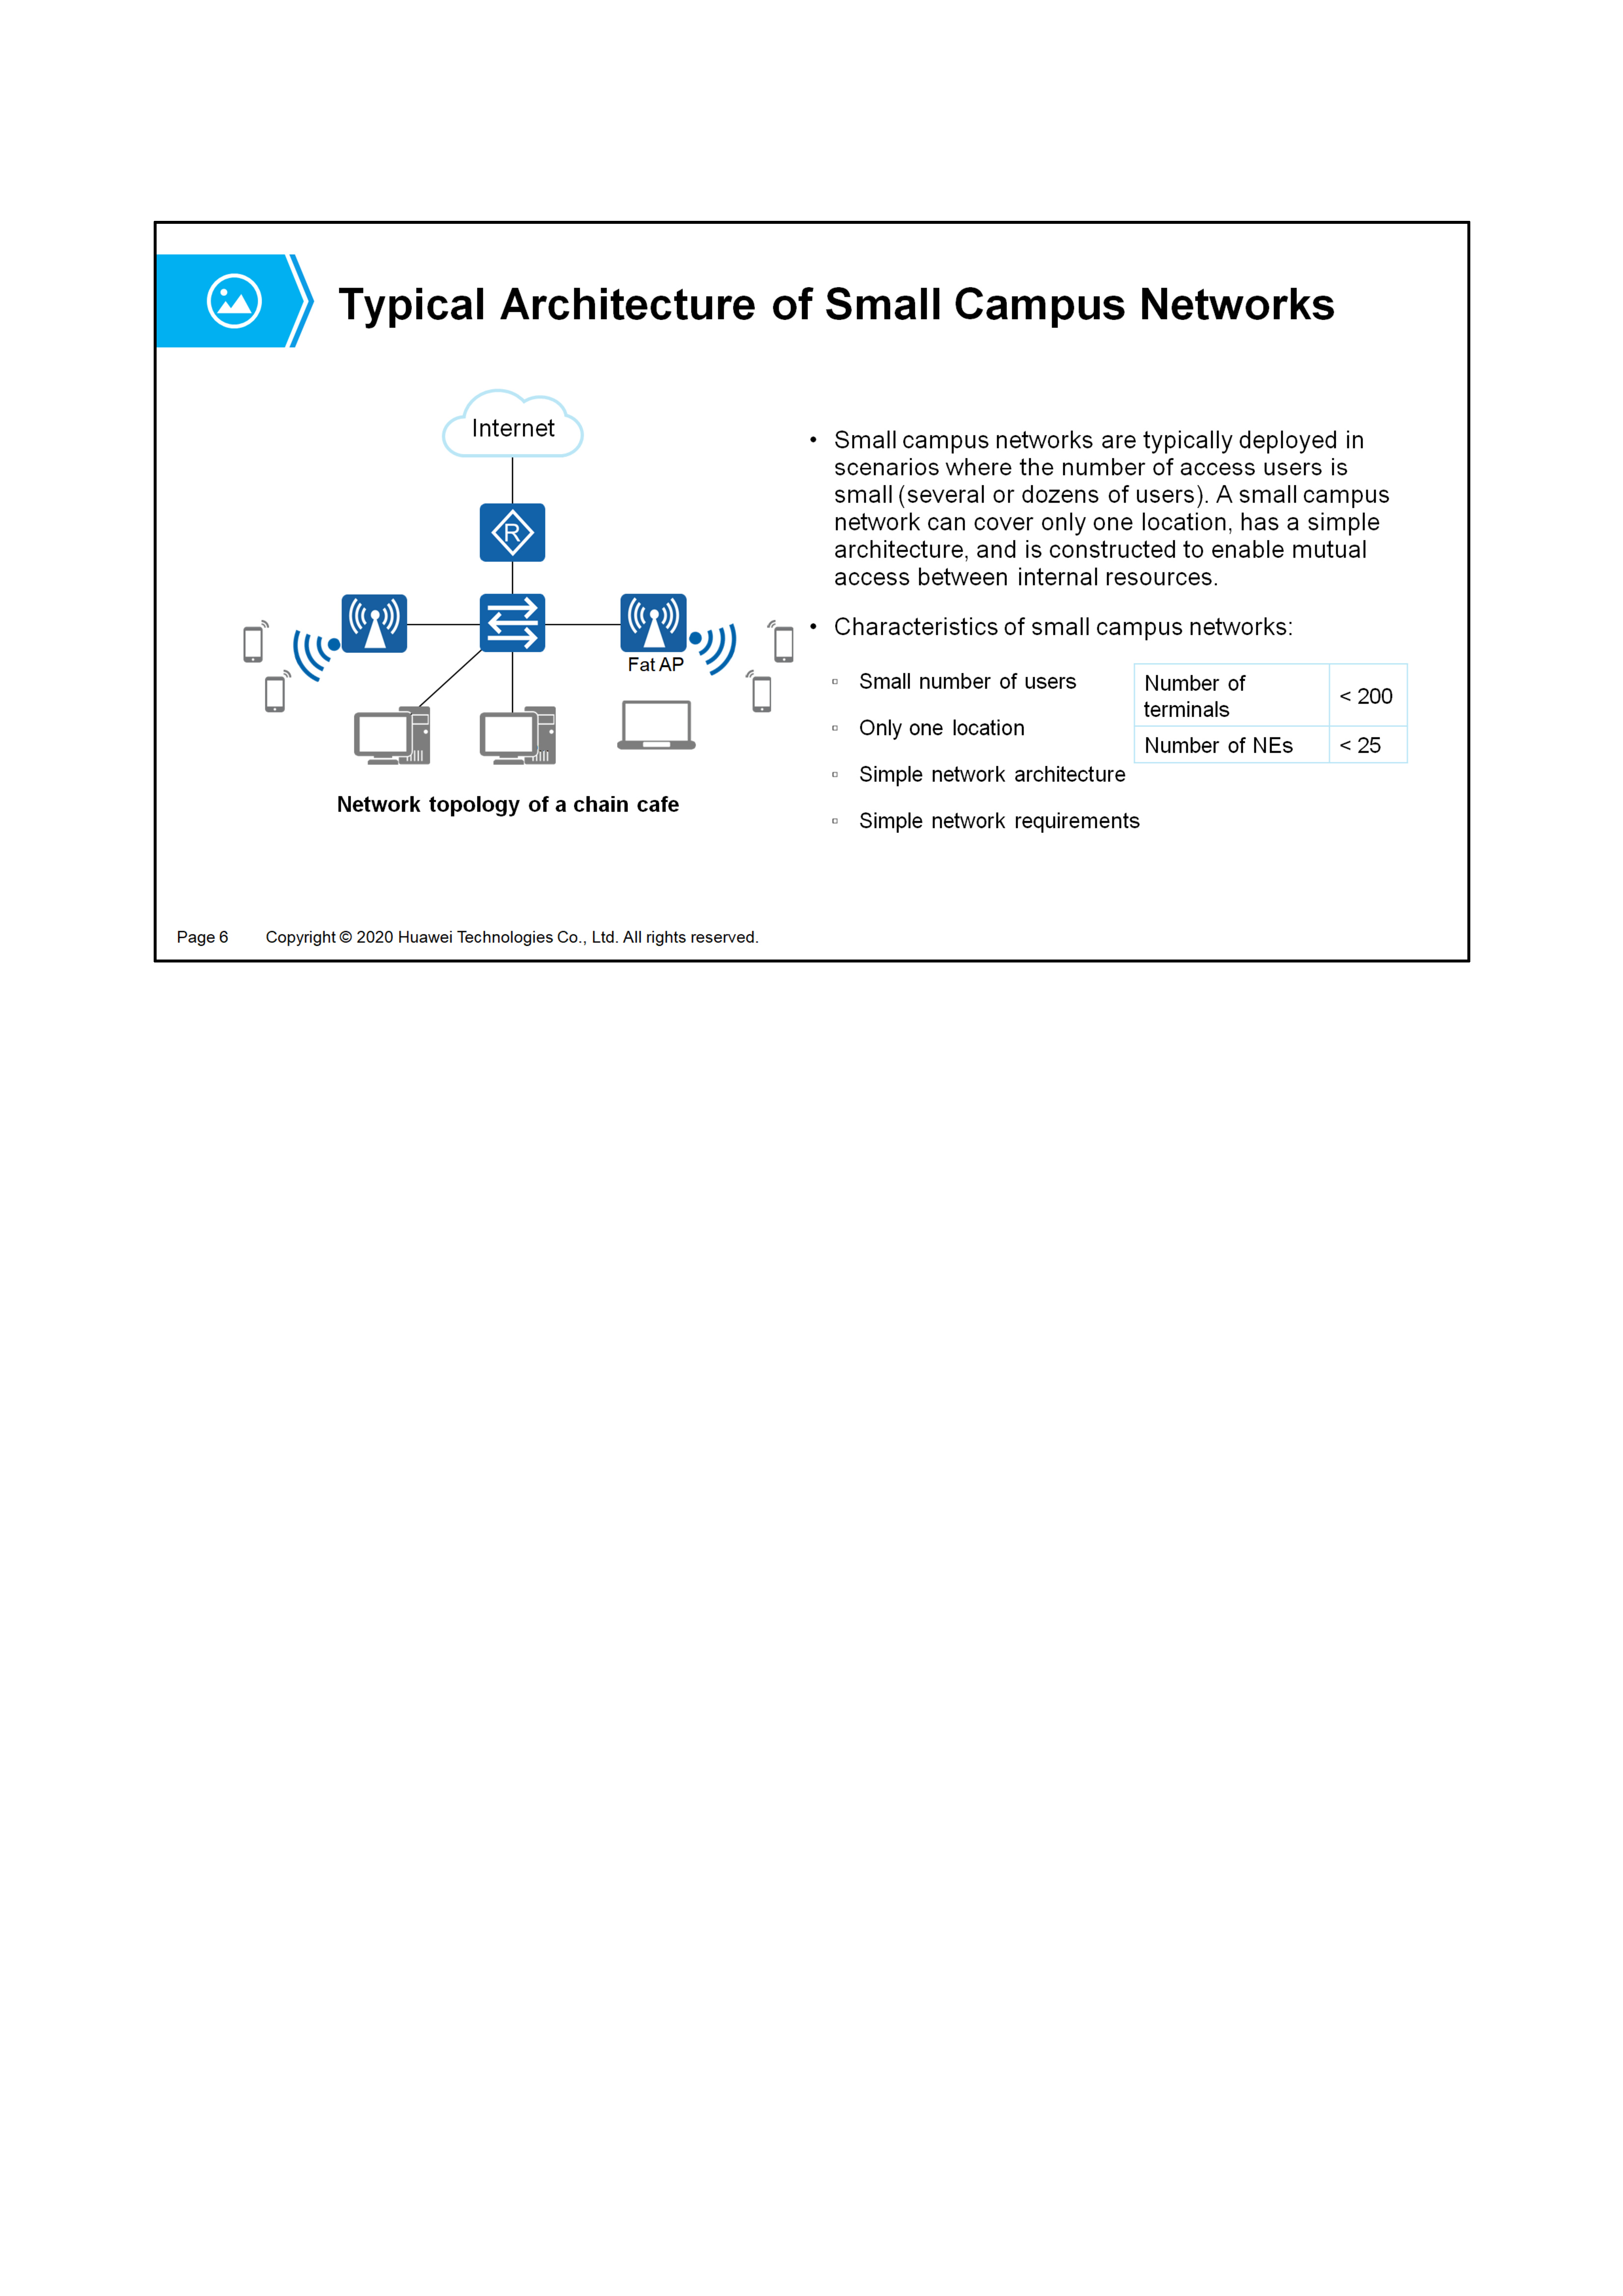 Typical Architecture of Small Campus Networks
Internet
R
Fat AP
Network topology of a chain cafe
• Small campus networks are typically deployed in
scenarios where the number of access users is
small (several or dozens of users). A small campus
network can cover only one location, has a simple
architecture, and is constructed to enable mutual
access between internal resources.
• Characteristics of small campus networks:
▫ Small number of users
▫ Only one location
▫ Simple network architecture
▫ Simple network requirements
Number of
terminals
< 200
Number of NEs
< 25
Page 6
Copyright © 2020 Huawei Technologies Co., Ltd. All rights reserved.